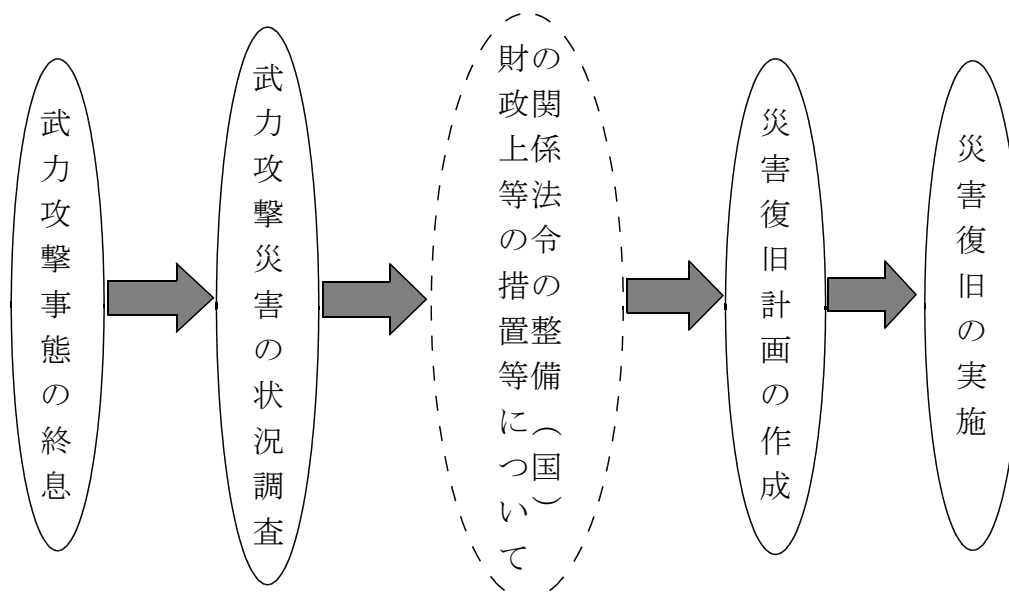 武力攻撃事態の終息
武力攻撃災害の状況調査
財政上等の措置等について
の関係法令の整備（国）
災害復旧計画の作成
災害復旧の実施